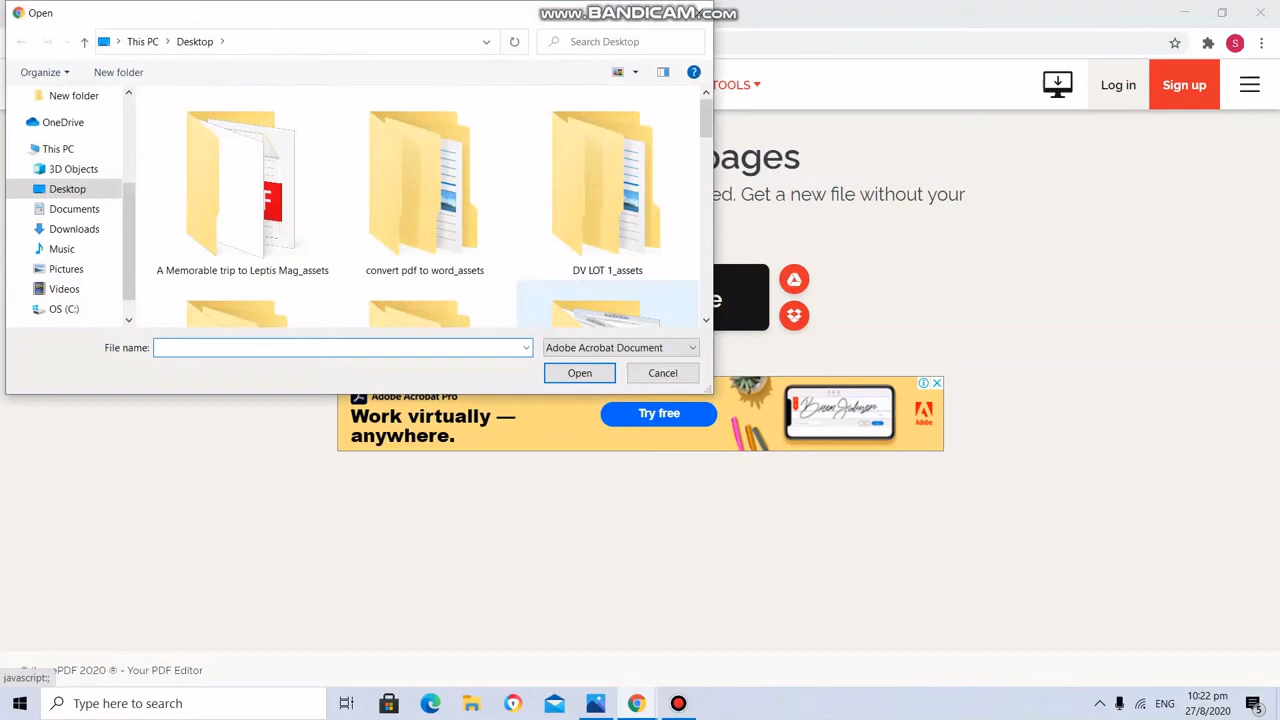 Open
www.BANDICAM.com
This PC
Desktop
Search Desktop
Organize
New folder
New folder
OneDrive
This PC
3D Objects
Desktop
Documents
Downloads
Music
Pictures
Videos
OS (C:)
A Memorable trip to Leptis Mag_assets
convert pdf to word_assets
DV LOT 1_assets
File name:
Adobe Acrobat Document
Open
Cancel
S
TOOLS
Log in
Sign up
pages
ed. Get a new file without your
e
Adobe Acrobat Pro
Work virtually —
anywhere.
Try free
Adobe
PDF 2020 ® - Your PDF Editor
javascript:;
Type here to search
ENG
10:22 pm
27/8/2020
5